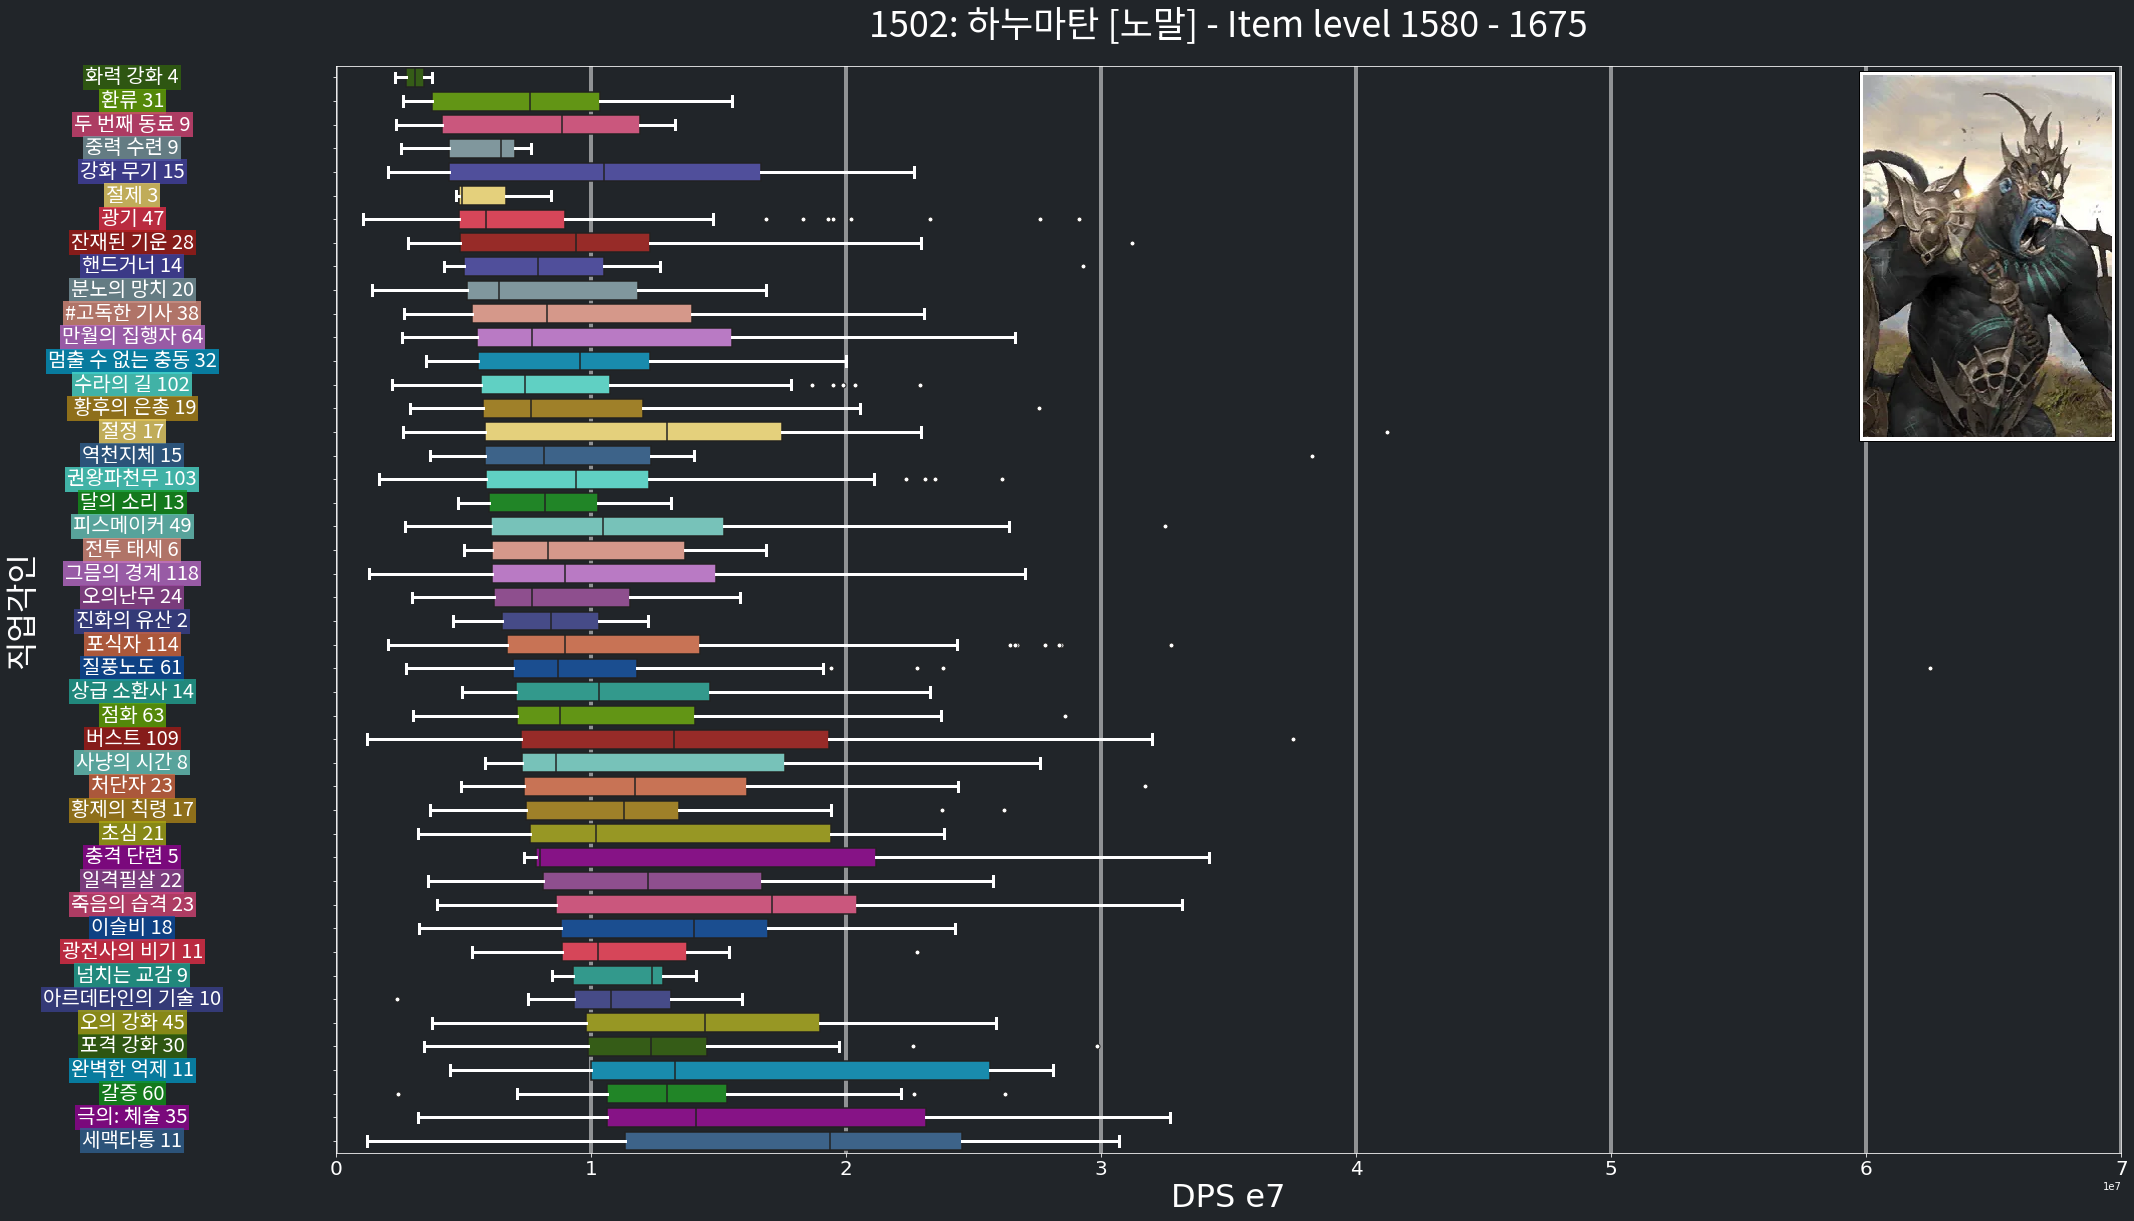 1502: 하누마탄 [노말] - Item level 1580 - 1675
직업각인
화력 강화 4
환류 31
두 번째 동료 9
중력 수련 9
강화 무기 15
절제 3
광기 47
잔재된 기운 28
핸드거너 14
분노의 망치 20
#고독한 기사 38
만월의 집행자 64
멈출 수 없는 충동 32
수라의 길 102
황후의 은총 19
절정 17
역천지체 15
권왕파천무 103
달의 소리 13
피스메이커 49
전투 태세 6
그믐의 경계 118
오의난무 24
진화의 유산 2
포식자 114
질풍노도 61
상급 소환사 14
점화 63
버스트 109
사냥의 시간 8
처단자 23
황제의 칙령 17
초심 21
충격 단련 5
일격필살 22
죽음의 습격 23
이슬비 18
광전사의 비기 11
넘치는 교감 9
아르데타인의 기술 10
오의 강화 45
포격 강화 30
완벽한 억제 11
갈증 60
극의: 체술 35
세맥타통 11
0 1 2 3 4 5 6 7
1e7
DPS e7